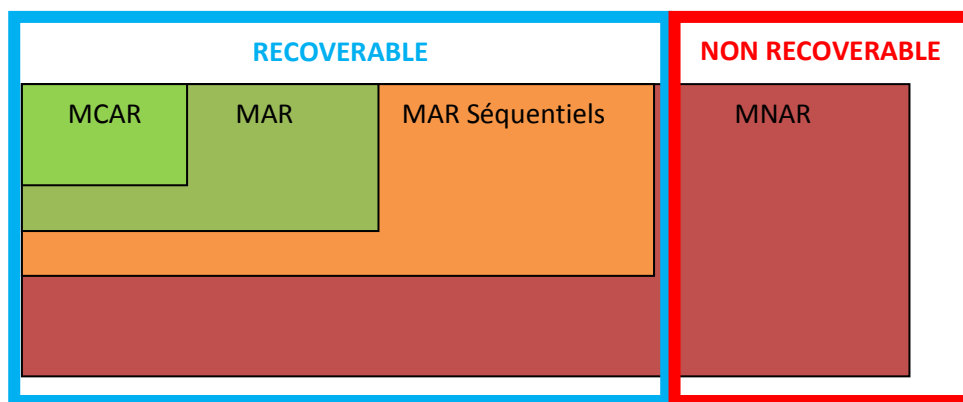 RECOVERABLE
NON RECOVERABLE
MCAR
MAR
MAR Séquentiels
MNAR